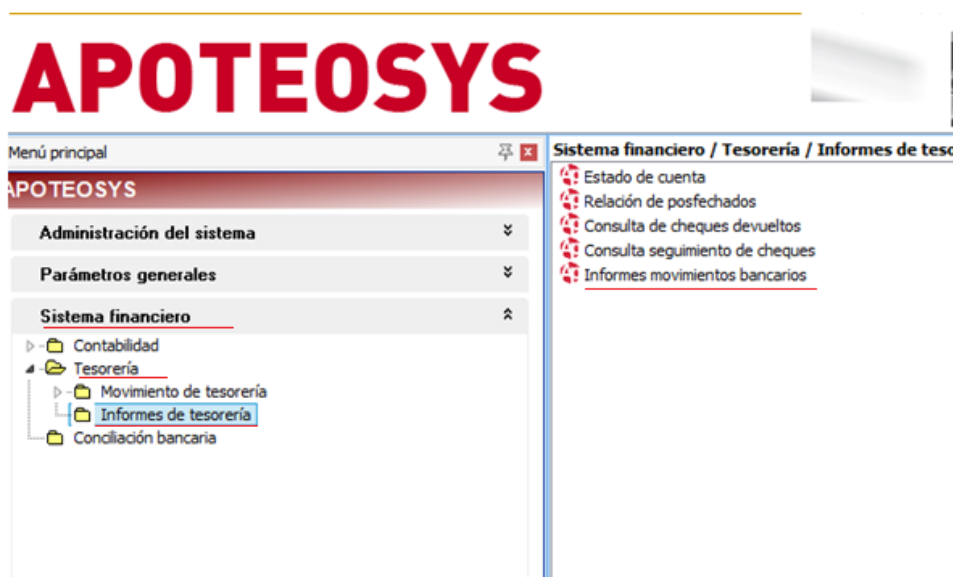 APOTEOSYS
Menú principal
APOTEOSYS
Administración del sistema
Parámetros generales
Sistema financiero
Contabilidad
Tesorería
Movimiento de tesorería
Informes de tesorería
Conciliación bancaria
Sistema financiero / Tesorería / Informes de teso
Estado de cuenta
Relación de posfechados
Consulta de cheques devueltos
Consulta seguimiento de cheques
Informes movimientos bancarios